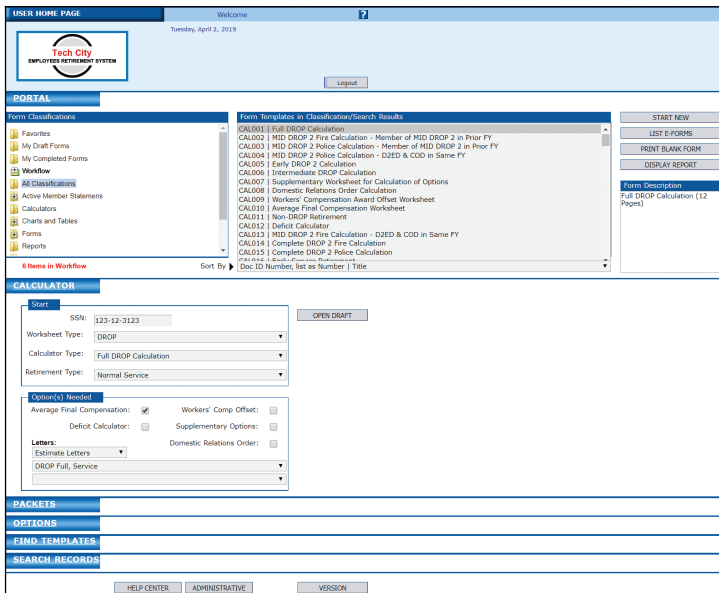 USER HOME PAGE
Welcome
?
Tuesday, April 2, 2019
Tech City
EMPLOYEES RETIREMENT SYSTEM
Logout
PORTAL
Form Classifications
Favorites
My Draft Forms
My Completed Forms
Workflow
All Classifications
Active Member Statemens
Calculators
Charts and Tables
Forms
Reports
6 Items in Workflow
Form Templates in Classification/Search Results
CAL001 | Full DROP Calculation
CAL002 | MID DROP 2 Fire Calculation - Member of MID DROP 2 in Prior FY
CAL003 | MID DROP 2 Police Calculation - Member of MID DROP 2 in Prior FY
CAL004 | MID DROP 2 Police Calculation - D2ED & COD in Same FY
CAL005 | Early DROP 2 Calculation
CAL006 | Intermediate DROP Calculation
CAL007 | Supplementary Worksheet for Calculation of Options
CAL008 | Domestic Relations Order Calculation
CAL009 | Workers' Compensation Award Offset Worksheet
CAL010 | Average Final Compensation Worksheet
CAL011 | Non-DROP Retirement
CAL012 | Deficit Calculator
CAL013 | MID DROP 2 Fire Calculation - D2ED & COD in Same FY
CAL014 | Complete DROP 2 Fire Calculation
CAL015 | Complete DROP 2 Police Calculation
CAL016 | Early Service Retirement
Sort By
Doc ID Number, list as Number | Title
START NEW
LIST E-FORMS
PRINT BLANK FORM
DISPLAY REPORT
Form Description
Full DROP Calculation (12
Pages)
CALCULATOR
Start
SSN: 123-12-3123
Worksheet Type: DROP
Calculator Type: Full DROP Calculation
Retirement Type: Normal Service
OPEN DRAFT
Option(s) Needed
Average Final Compensation: Workers' Comp Offset:
Deficit Calculator: Supplementary Options:
Letters: Domestic Relations Order:
Estimate Letters
DROP Full, Service
PACKETS
OPTIONS
FIND TEMPLATES
SEARCH RECORDS
HELP CENTER ADMINISTRATIVE VERSION